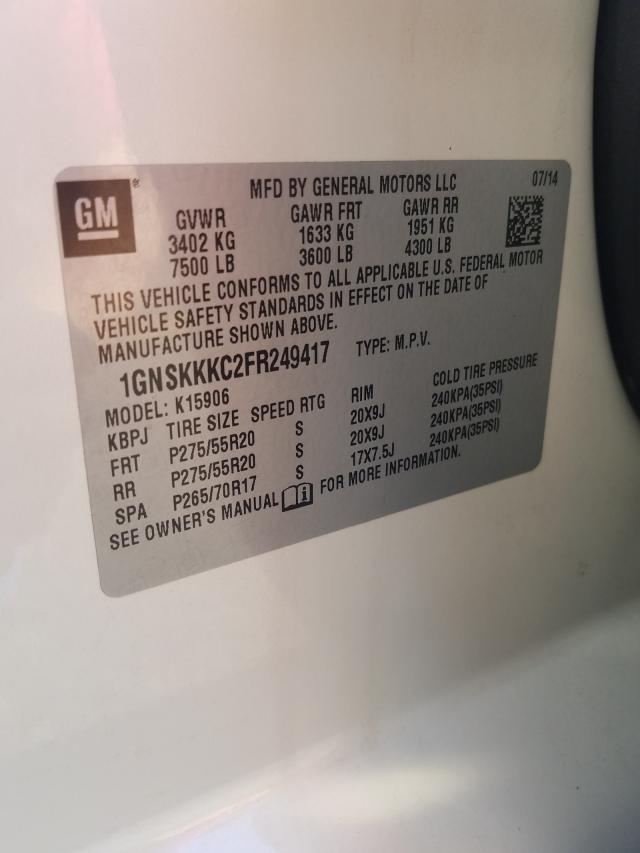 GM
MFD BY GENERAL MOTORS LLC 07/14
GVWR GAWR FRT GAWR RR
3402 KG 1633 KG 1951 KG
7500 LB 3600 LB 4300 LB
THIS VEHICLE CONFORMS TO ALL APPLICABLE U.S. FEDERAL MOTOR
VEHICLE SAFETY STANDARDS IN EFFECT ON THE DATE OF
MANUFACTURE SHOWN ABOVE.
1GNSKKKC2FR249417 TYPE: M.P.V.
MODEL: K15906
KBPJ TIRE SIZE SPEED RTG RIM COLD TIRE PRESSURE
FRT P275/55R20 S 20X9J 240KPA(35PSI)
RR P275/55R20 S 20X9J 240KPA(35PSI)
SPA P265/70R17 S 17X7.5J 240KPA(35PSI)
SEE OWNER'S MANUAL FOR MORE INFORMATION.